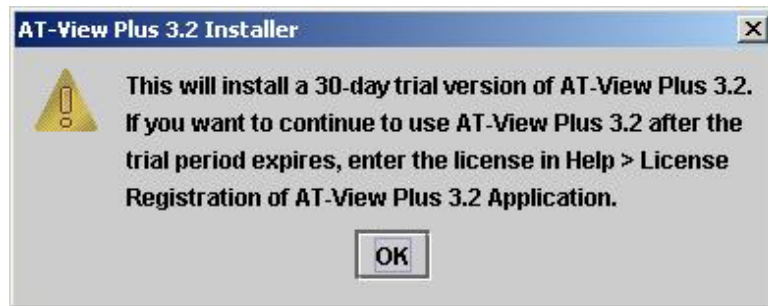 AT-View Plus 3.2 Installer
This will install a 30-day trial version of AT-View Plus 3.2.
If you want to continue to use AT-View Plus 3.2 after the
trial period expires, enter the license in Help > License
Registration of AT-View Plus 3.2 Application.
OK